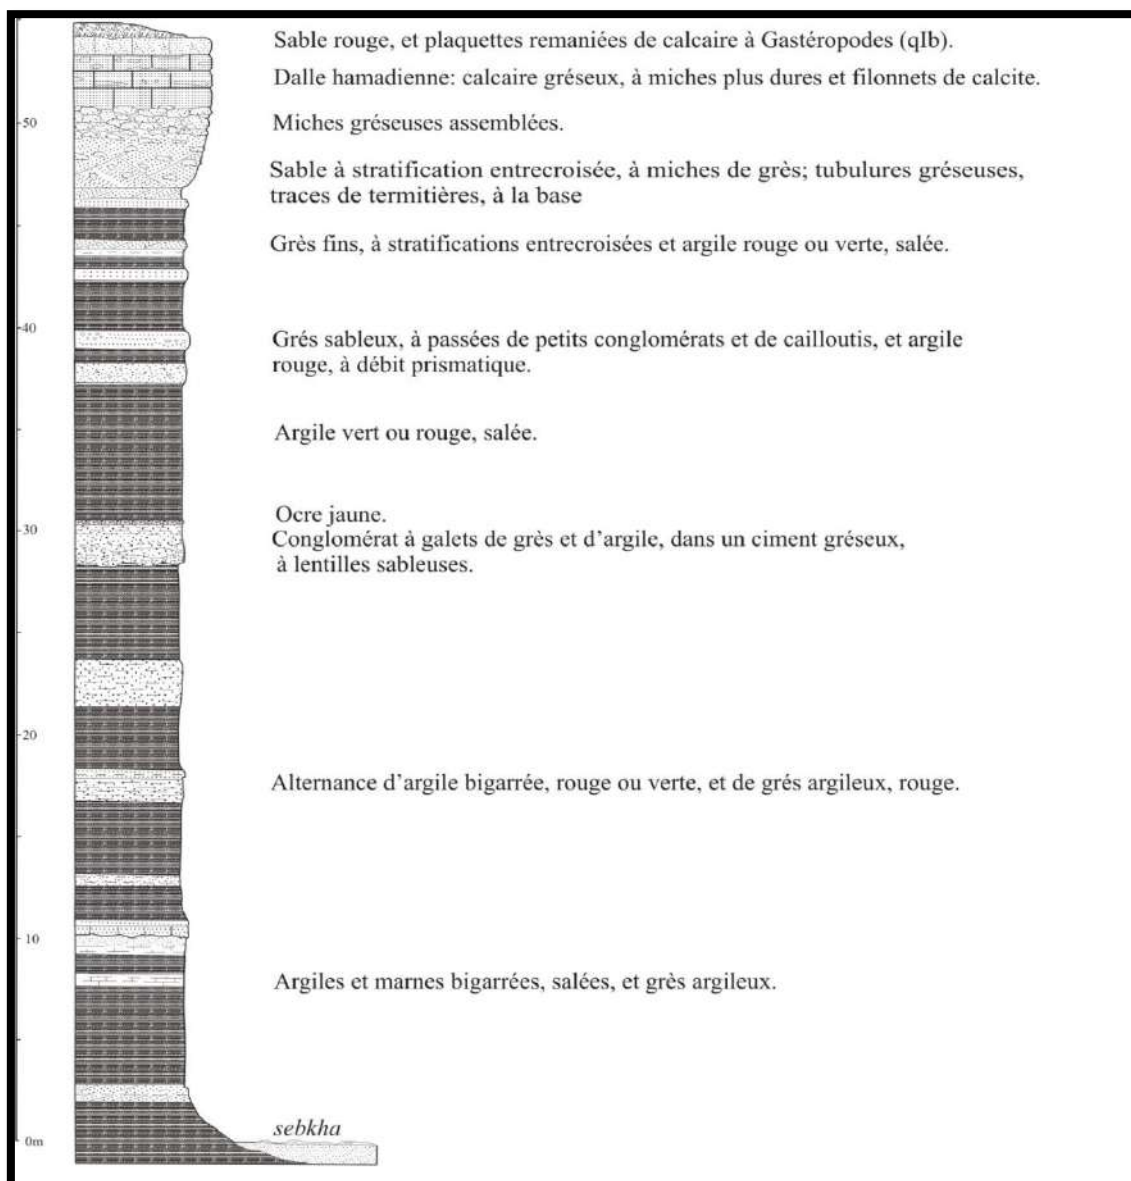 Sable rouge, et plaquettes remaniées de calcaire à Gastéropodes (qIb).
Dalle hamadienne: calcaire gréseux, à miches plus dures et filonnets de calcite.
50
Miches gréseuses assemblées.
Sable à stratification entrecroisée, à miches de grès; tubulures gréseuses,
traces de termitières, à la base
Grès fins, à stratifications entrecroisées et argile rouge ou verte, salée.
40
Grés sableux, à passées de petits conglomérats et de cailloutis, et argile
rouge, à débit prismatique.
Argile vert ou rouge, salée.
Ocre jaune.
30
Conglomérat à galets de grès et d'argile, dans un ciment gréseux,
à lentilles sableuses.
20
Alternance d'argile bigarrée, rouge ou verte, et de grés argileux, rouge.
10
Argiles et marnes bigarrées, salées, et grès argileux.
sebkha
0m